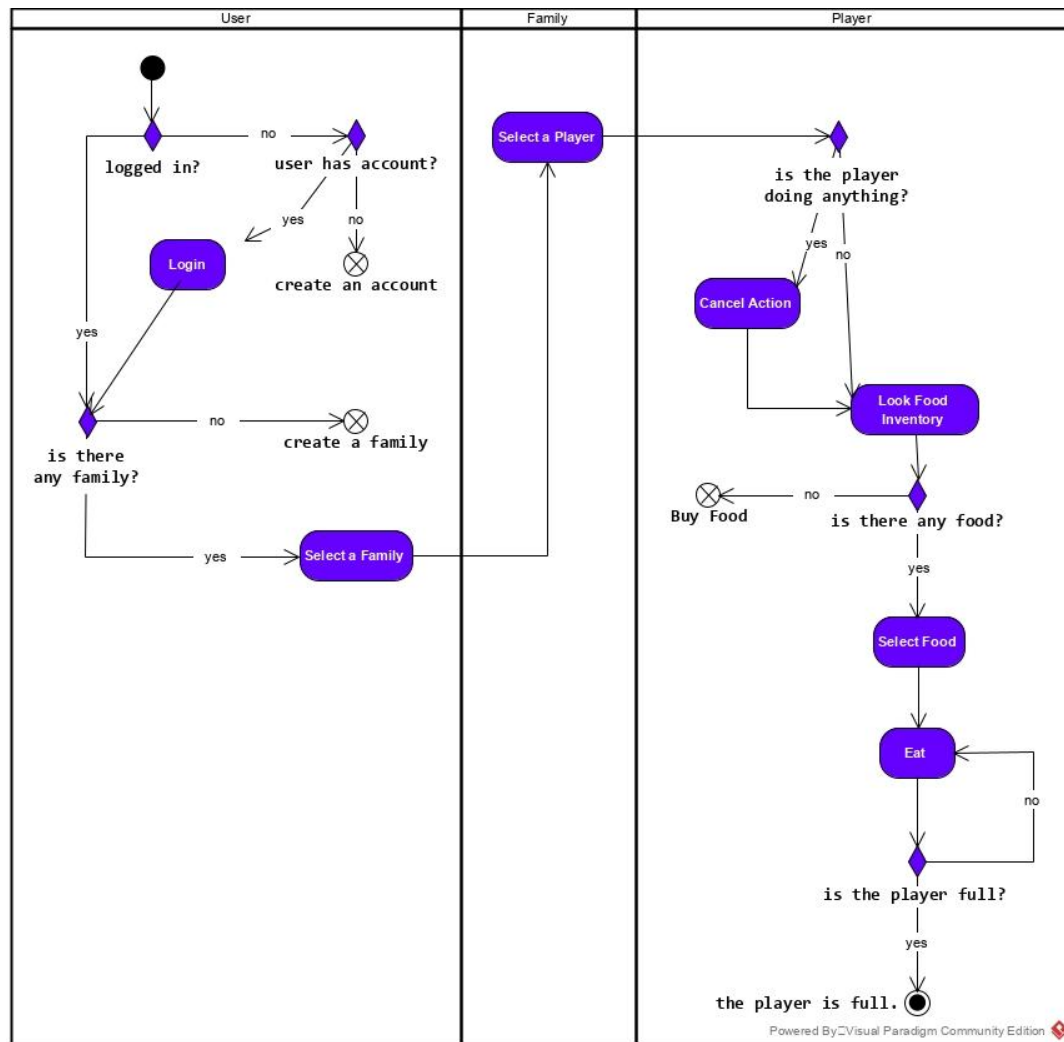 User
Family
Player
logged in?
no
user has account?
yes
no
create an account
Login
yes
is there
any family?
no
create a family
yes
Select a Family
Select a Player
is the player
doing anything?
yes
no
Cancel Action
Look Food
Inventory
is there any food?
no
Buy Food
yes
Select Food
Eat
no
is the player full?
yes
the player is full.
Powered By Visual Paradigm Community Edition